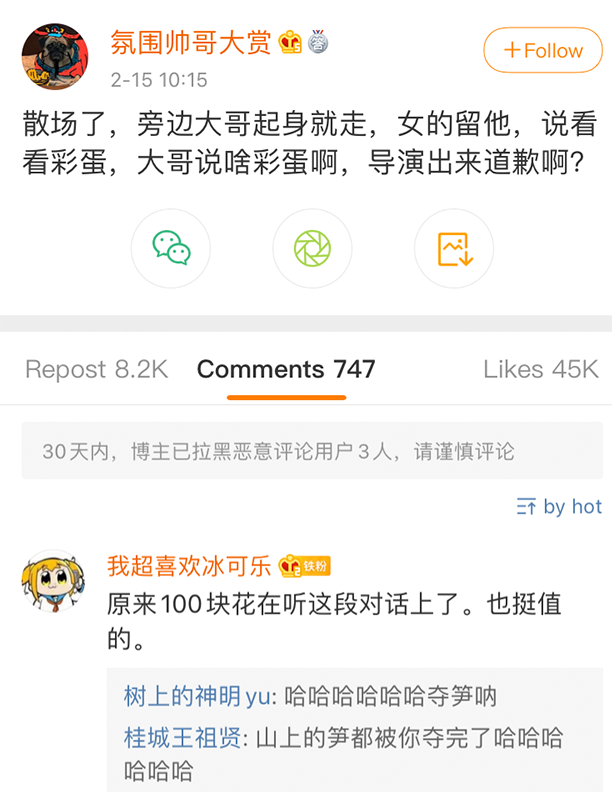 氛围帅哥大赏
+Follow
2-15 10:15
散场了，旁边大哥起身就走，女的留他，说看
看彩蛋，大哥说啥彩蛋啊，导演出来道歉啊？
Repost 8.2K Comments 747 Likes 45K
30天内，博主已拉黑恶意评论用户3人，请谨慎评论
by hot
我超喜欢冰可乐 铁粉
原来100块花在听这段对话上了。也挺值
的。
树上的神明yu: 哈哈哈哈哈哈夺笋呐
桂城王祖贤: 山上的笋都被你夺完了哈哈哈
哈哈哈